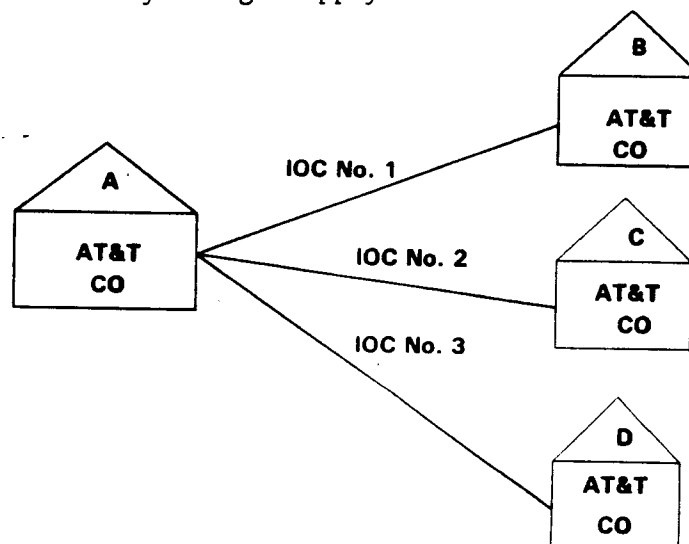 B
AT&T
CO
IOC No. 1
A
AT&T
CO
IOC No. 2
C
AT&T
CO
IOC No. 3
D
AT&T
CO